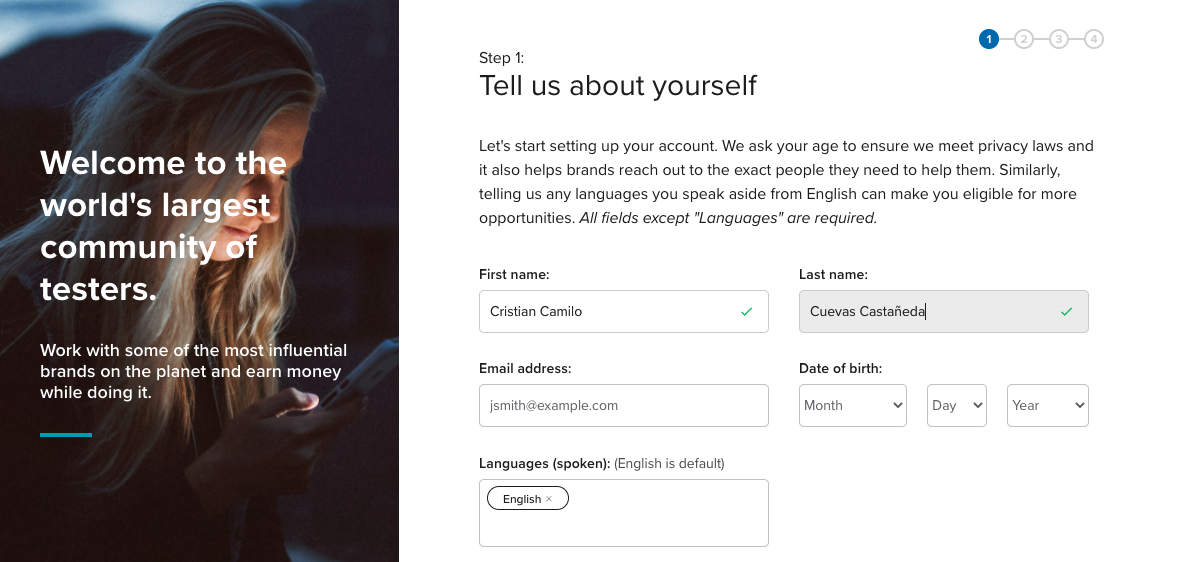 Welcome to the
world's largest
community of
testers.
Work with some of the most influential
brands on the planet and earn money
while doing it.
1 2 3 4
Step 1:
Tell us about yourself
Let's start setting up your account. We ask your age to ensure we meet privacy laws and
it also helps brands reach out to the exact people they need to help them. Similarly,
telling us any languages you speak aside from English can make you eligible for more
opportunities. All fields except "Languages" are required.
First name: Last name:
Cristian Camilo Cuevas Castañeda
Email address: Date of birth:
jsmith@example.com Month Day Year
Languages (spoken): (English is default)
English ×